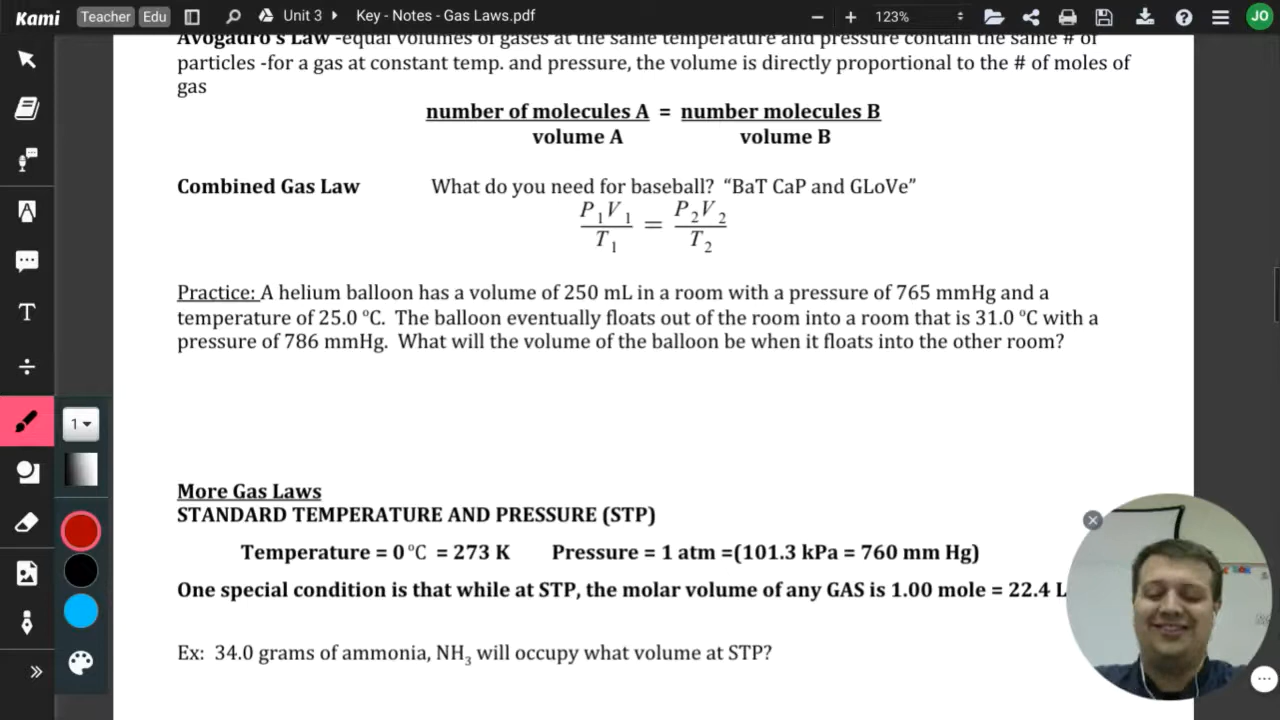 Kami Teacher Edu Unit 3 Key - Notes - Gas Laws.pdf 123% JO
Avogadro's Law -equal volumes of gases at the same temperature and pressure contain the same # of
particles -for a gas at constant temp. and pressure, the volume is directly proportional to the # of moles of
gas
number of molecules A = number molecules B
volume A volume B
Combined Gas Law What do you need for baseball? "BaT CaP and GLoVe"
P₁V₁ = P₂V₂
T₁ T₂
Practice: A helium balloon has a volume of 250 mL in a room with a pressure of 765 mmHg and a
temperature of 25.0 °C. The balloon eventually floats out of the room into a room that is 31.0 °C with a
pressure of 786 mmHg. What will the volume of the balloon be when it floats into the other room?
T
1
More Gas Laws
STANDARD TEMPERATURE AND PRESSURE (STP)
Temperature = 0 °C = 273 K Pressure = 1 atm =(101.3 kPa = 760 mm Hg)
One special condition is that while at STP, the molar volume of any GAS is 1.00 mole = 22.4 L
Ex: 34.0 grams of ammonia, NH₃ will occupy what volume at STP?